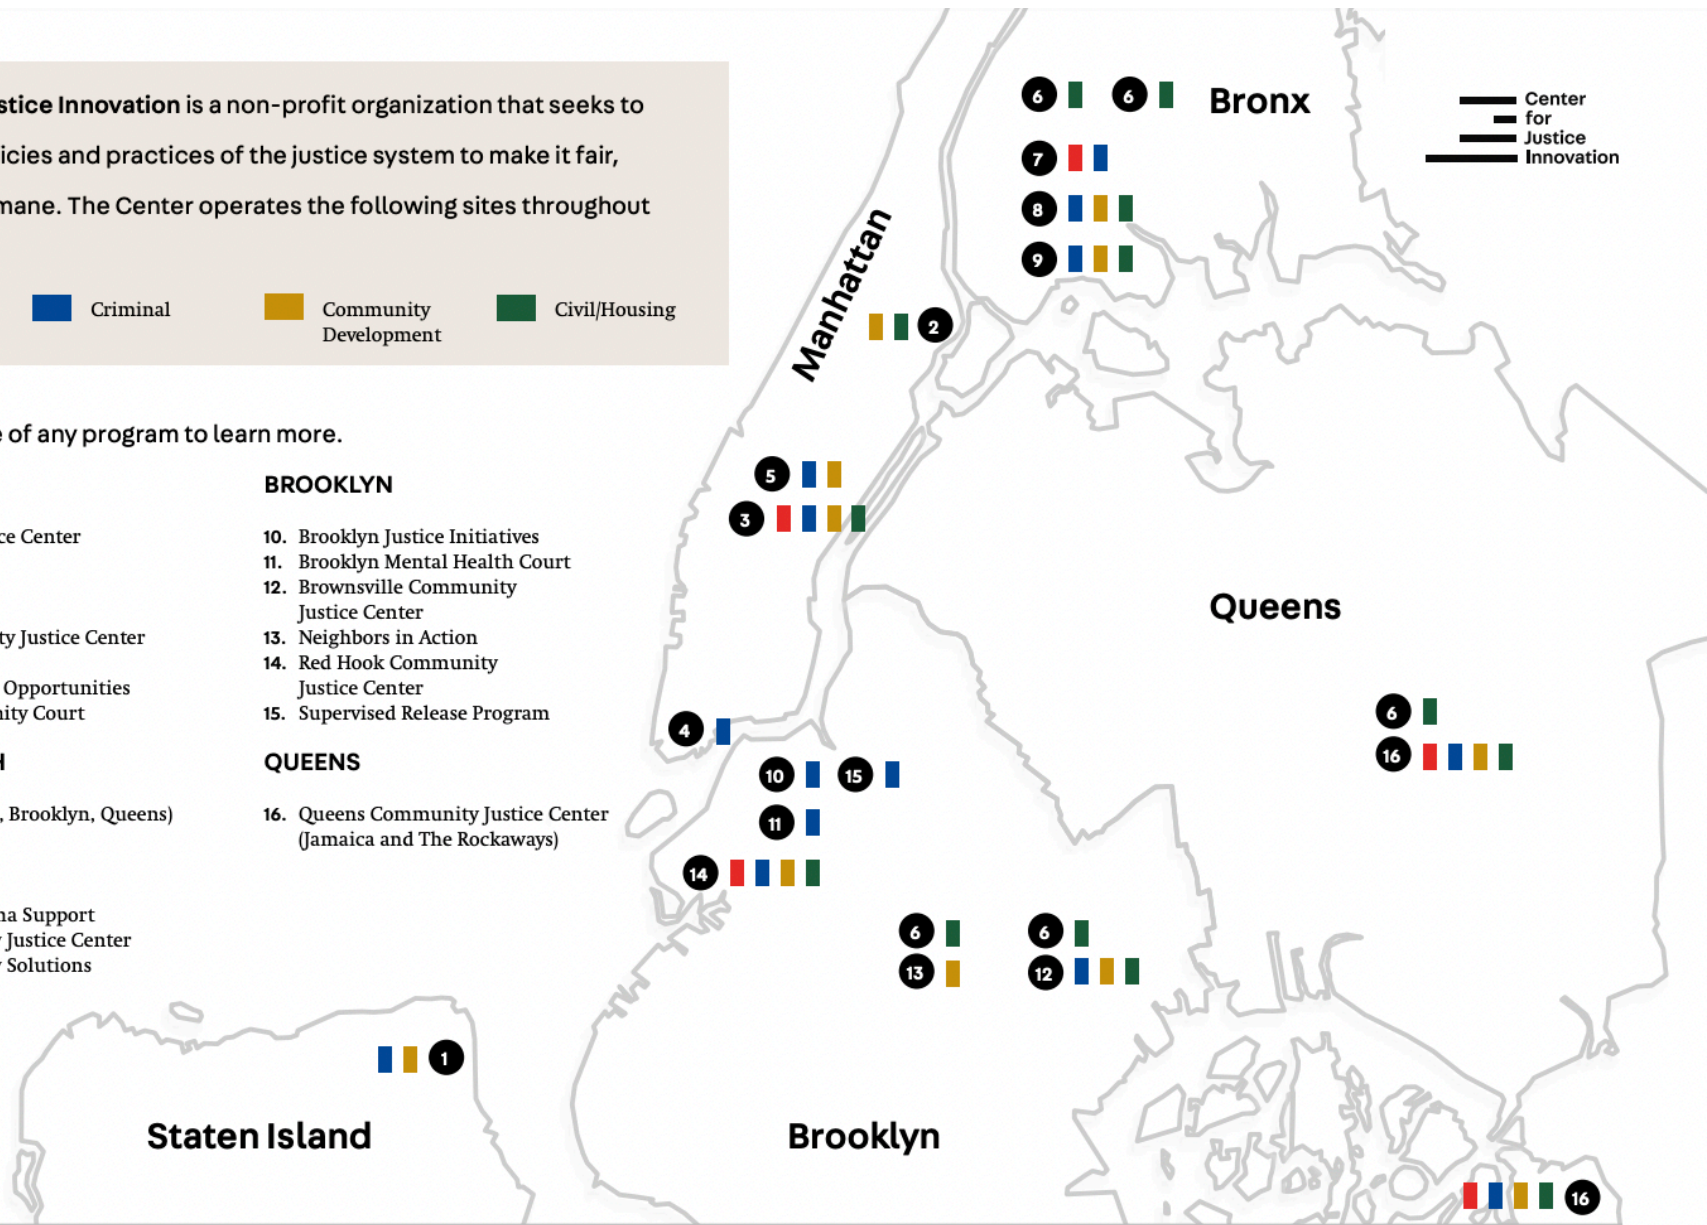 stice Innovation is a non-profit organization that seeks to
icies and practices of the justice system to make it fair,
mane. The Center operates the following sites throughout
Criminal
Community
Development
Civil/Housing
e of any program to learn more.
ce Center
ty Justice Center
Opportunities
nity Court
H
, Brooklyn, Queens)
ma Support
y Justice Center
y Solutions
BROOKLYN
10. Brooklyn Justice Initiatives
11. Brooklyn Mental Health Court
12. Brownsville Community
Justice Center
13. Neighbors in Action
14. Red Hook Community
Justice Center
15. Supervised Release Program
QUEENS
16. Queens Community Justice Center
(Jamaica and The Rockaways)
Center
for
Justice
Innovation
6 6 Bronx
7
8
9
Manhattan
2
5
3
4
Queens
6
16
10 15
11
14
6 6
13 12
1
Staten Island
Brooklyn
16